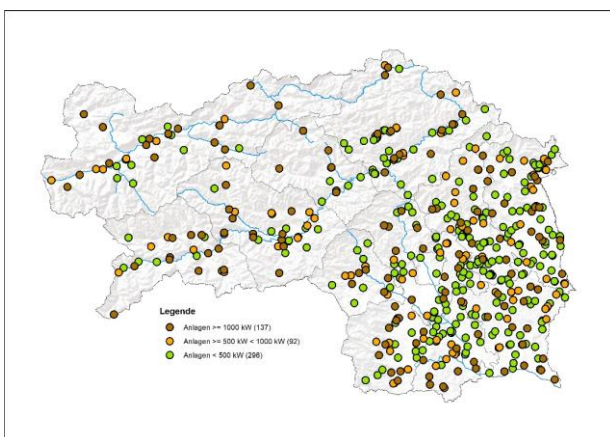 Legende
Anlagen >= 1000 kW (137)
Anlagen >= 500 kW < 1000 kW (92)
Anlagen < 500 kW (298)